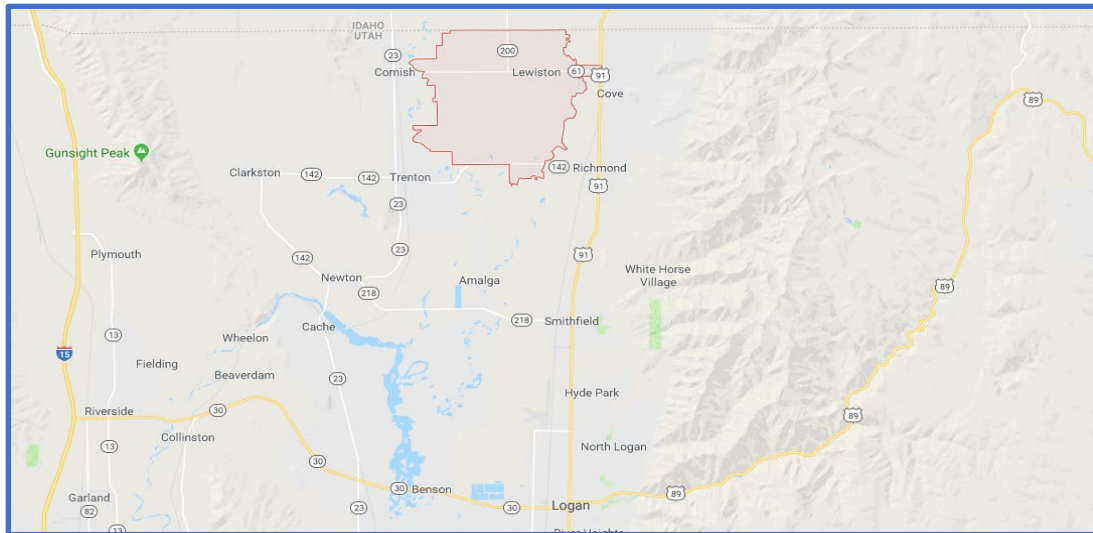 IDAHO
UTAH
23
200
Cornish
Lewiston
61
91
Cove
89
Gunsight Peak
142
Richmond
Clarkston
142
142
Trenton
91
23
23
Plymouth
91
142
Newton
Amalga
White Horse
Village
89
218
218
Smithfield
Cache
13
Wheelon
15
Fielding
23
Beaverdam
Hyde Park
Riverside
30
89
Collinston
13
North Logan
30
30
Benson
89
Garland
23
30
Logan
82
13
River Heights